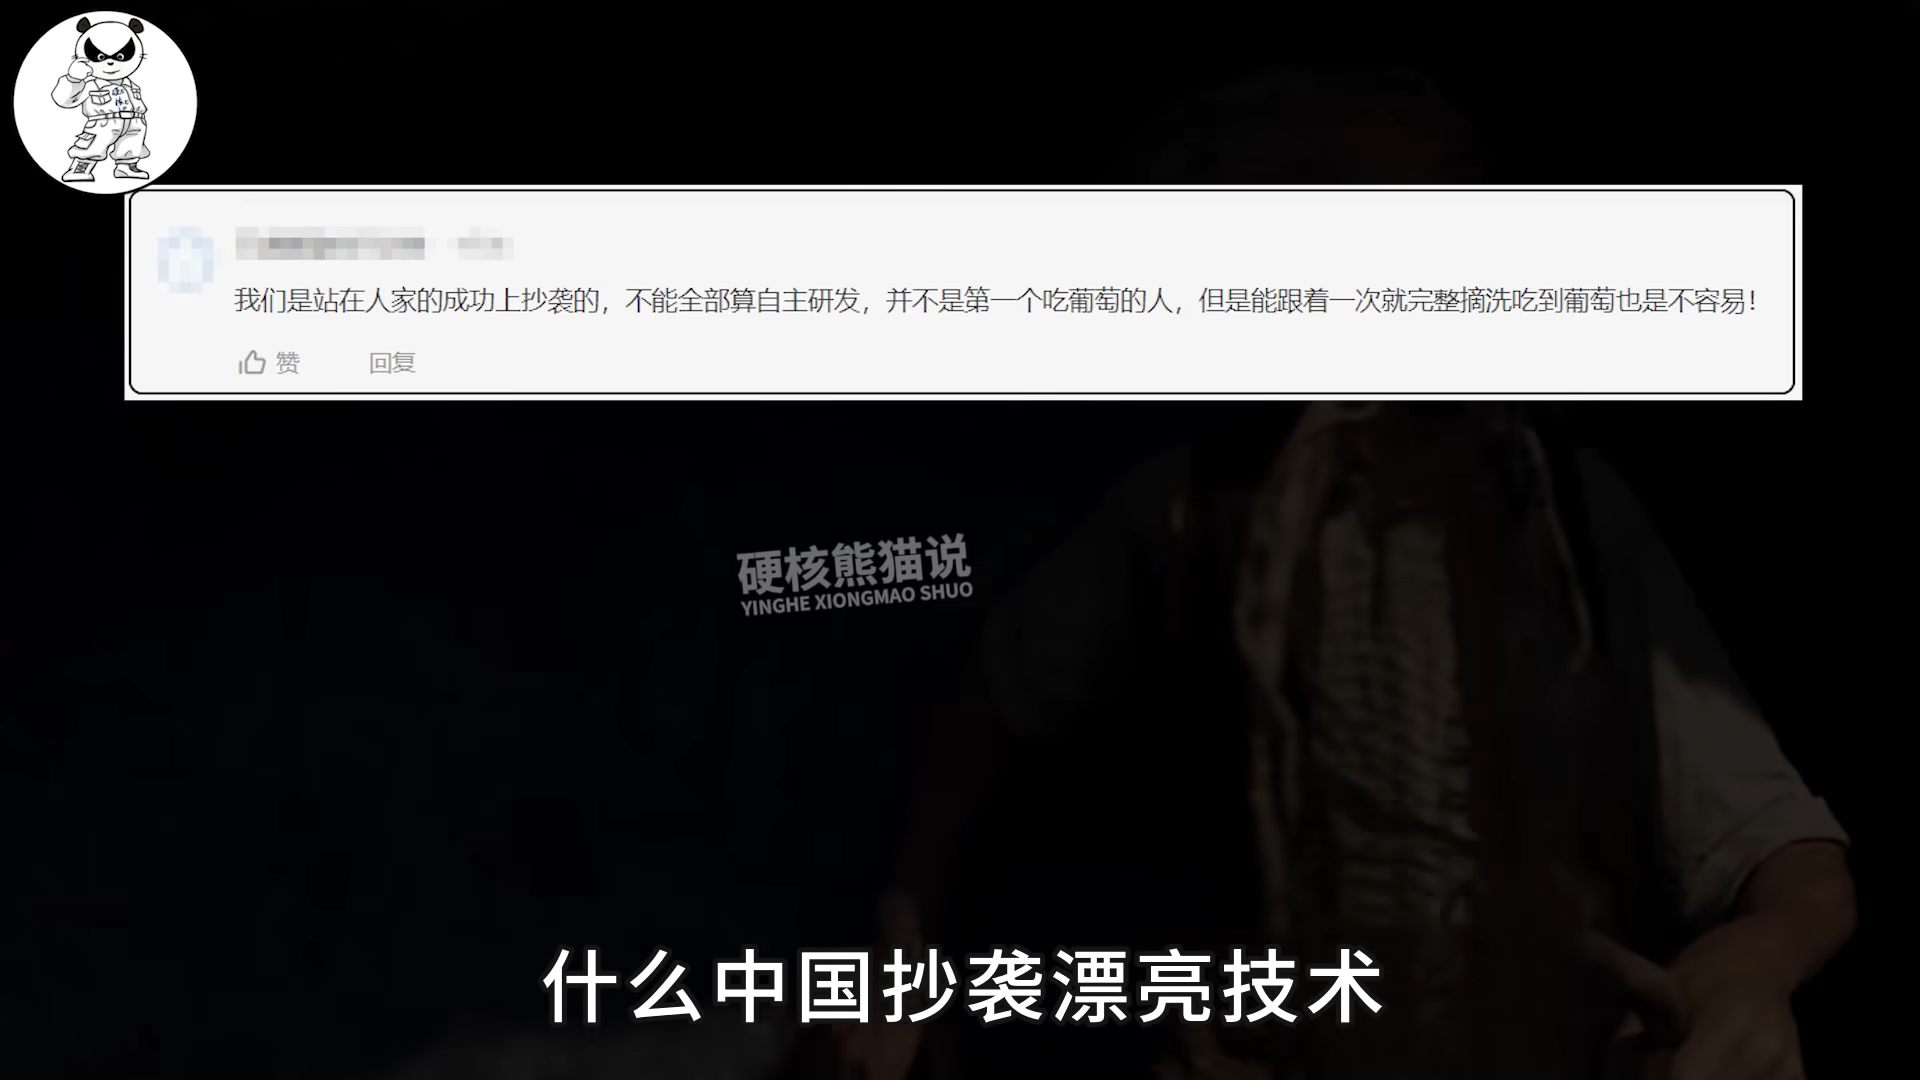 我们是站在人家的成功上抄袭的，不能全部算自主研发，并不是第一个吃葡萄的人，但是能跟着一次就完整摘洗吃到葡萄也是不容易！
赞 回复
硬核熊猫说
YINGHE XIONGMAO SHUO
什么中国抄袭漂亮技术